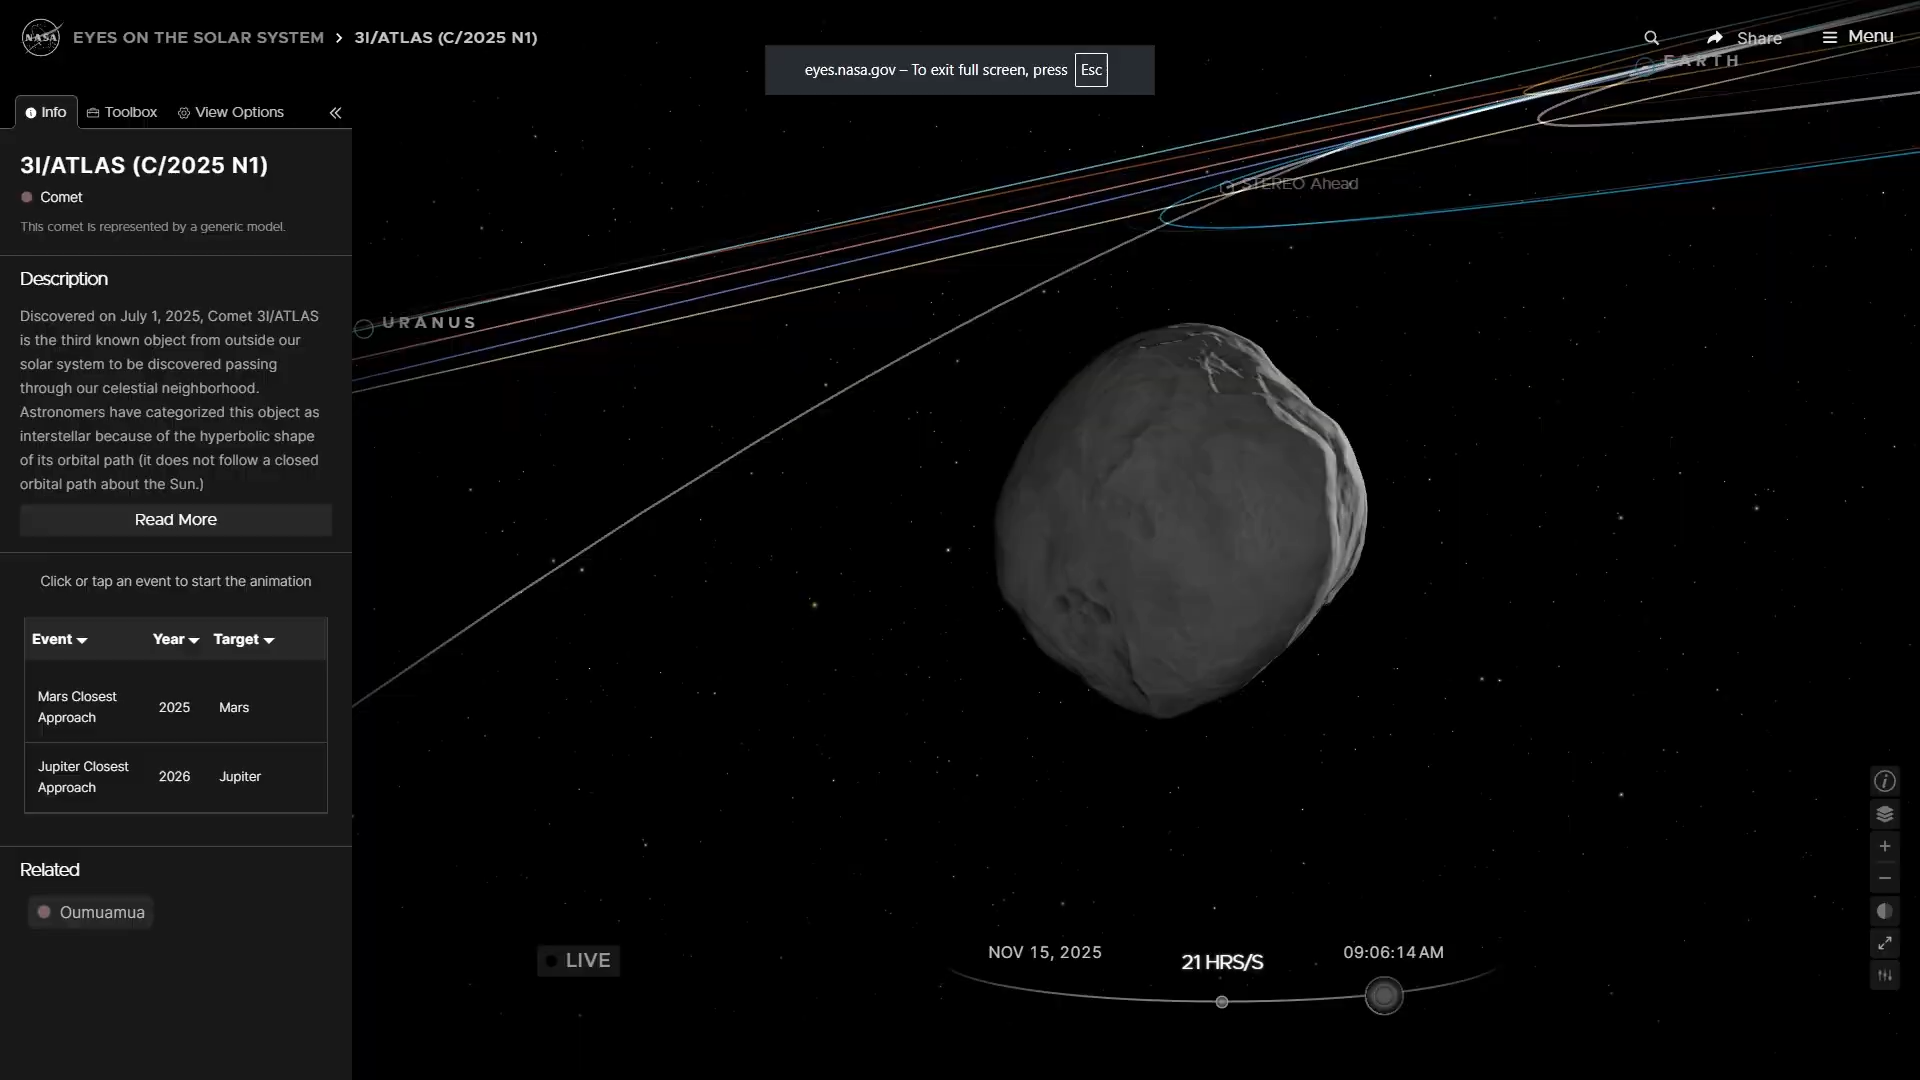 NASA
EYES ON THE SOLAR SYSTEM › 3I/ATLAS (C/2025 N1)
eyes.nasa.gov – To exit full screen, press Esc
Share
Menu
EARTH
Info
Toolbox
View Options
3I/ATLAS (C/2025 N1)
Comet
This comet is represented by a generic model.
Description
Discovered on July 1, 2025, Comet 3I/ATLAS
is the third known object from outside our
solar system to be discovered passing
through our celestial neighborhood.
Astronomers have categorized this object as
interstellar because of the hyperbolic shape
of its orbital path (it does not follow a closed
orbital path about the Sun.)
Read More
Click or tap an event to start the animation
Event Year Target
Mars Closest
Approach
2025
Mars
Jupiter Closest
Approach
2026
Jupiter
Related
Oumuamua
STEREO Ahead
URANUS
LIVE
NOV 15, 2025
21 HRS/S
09:06:14 AM